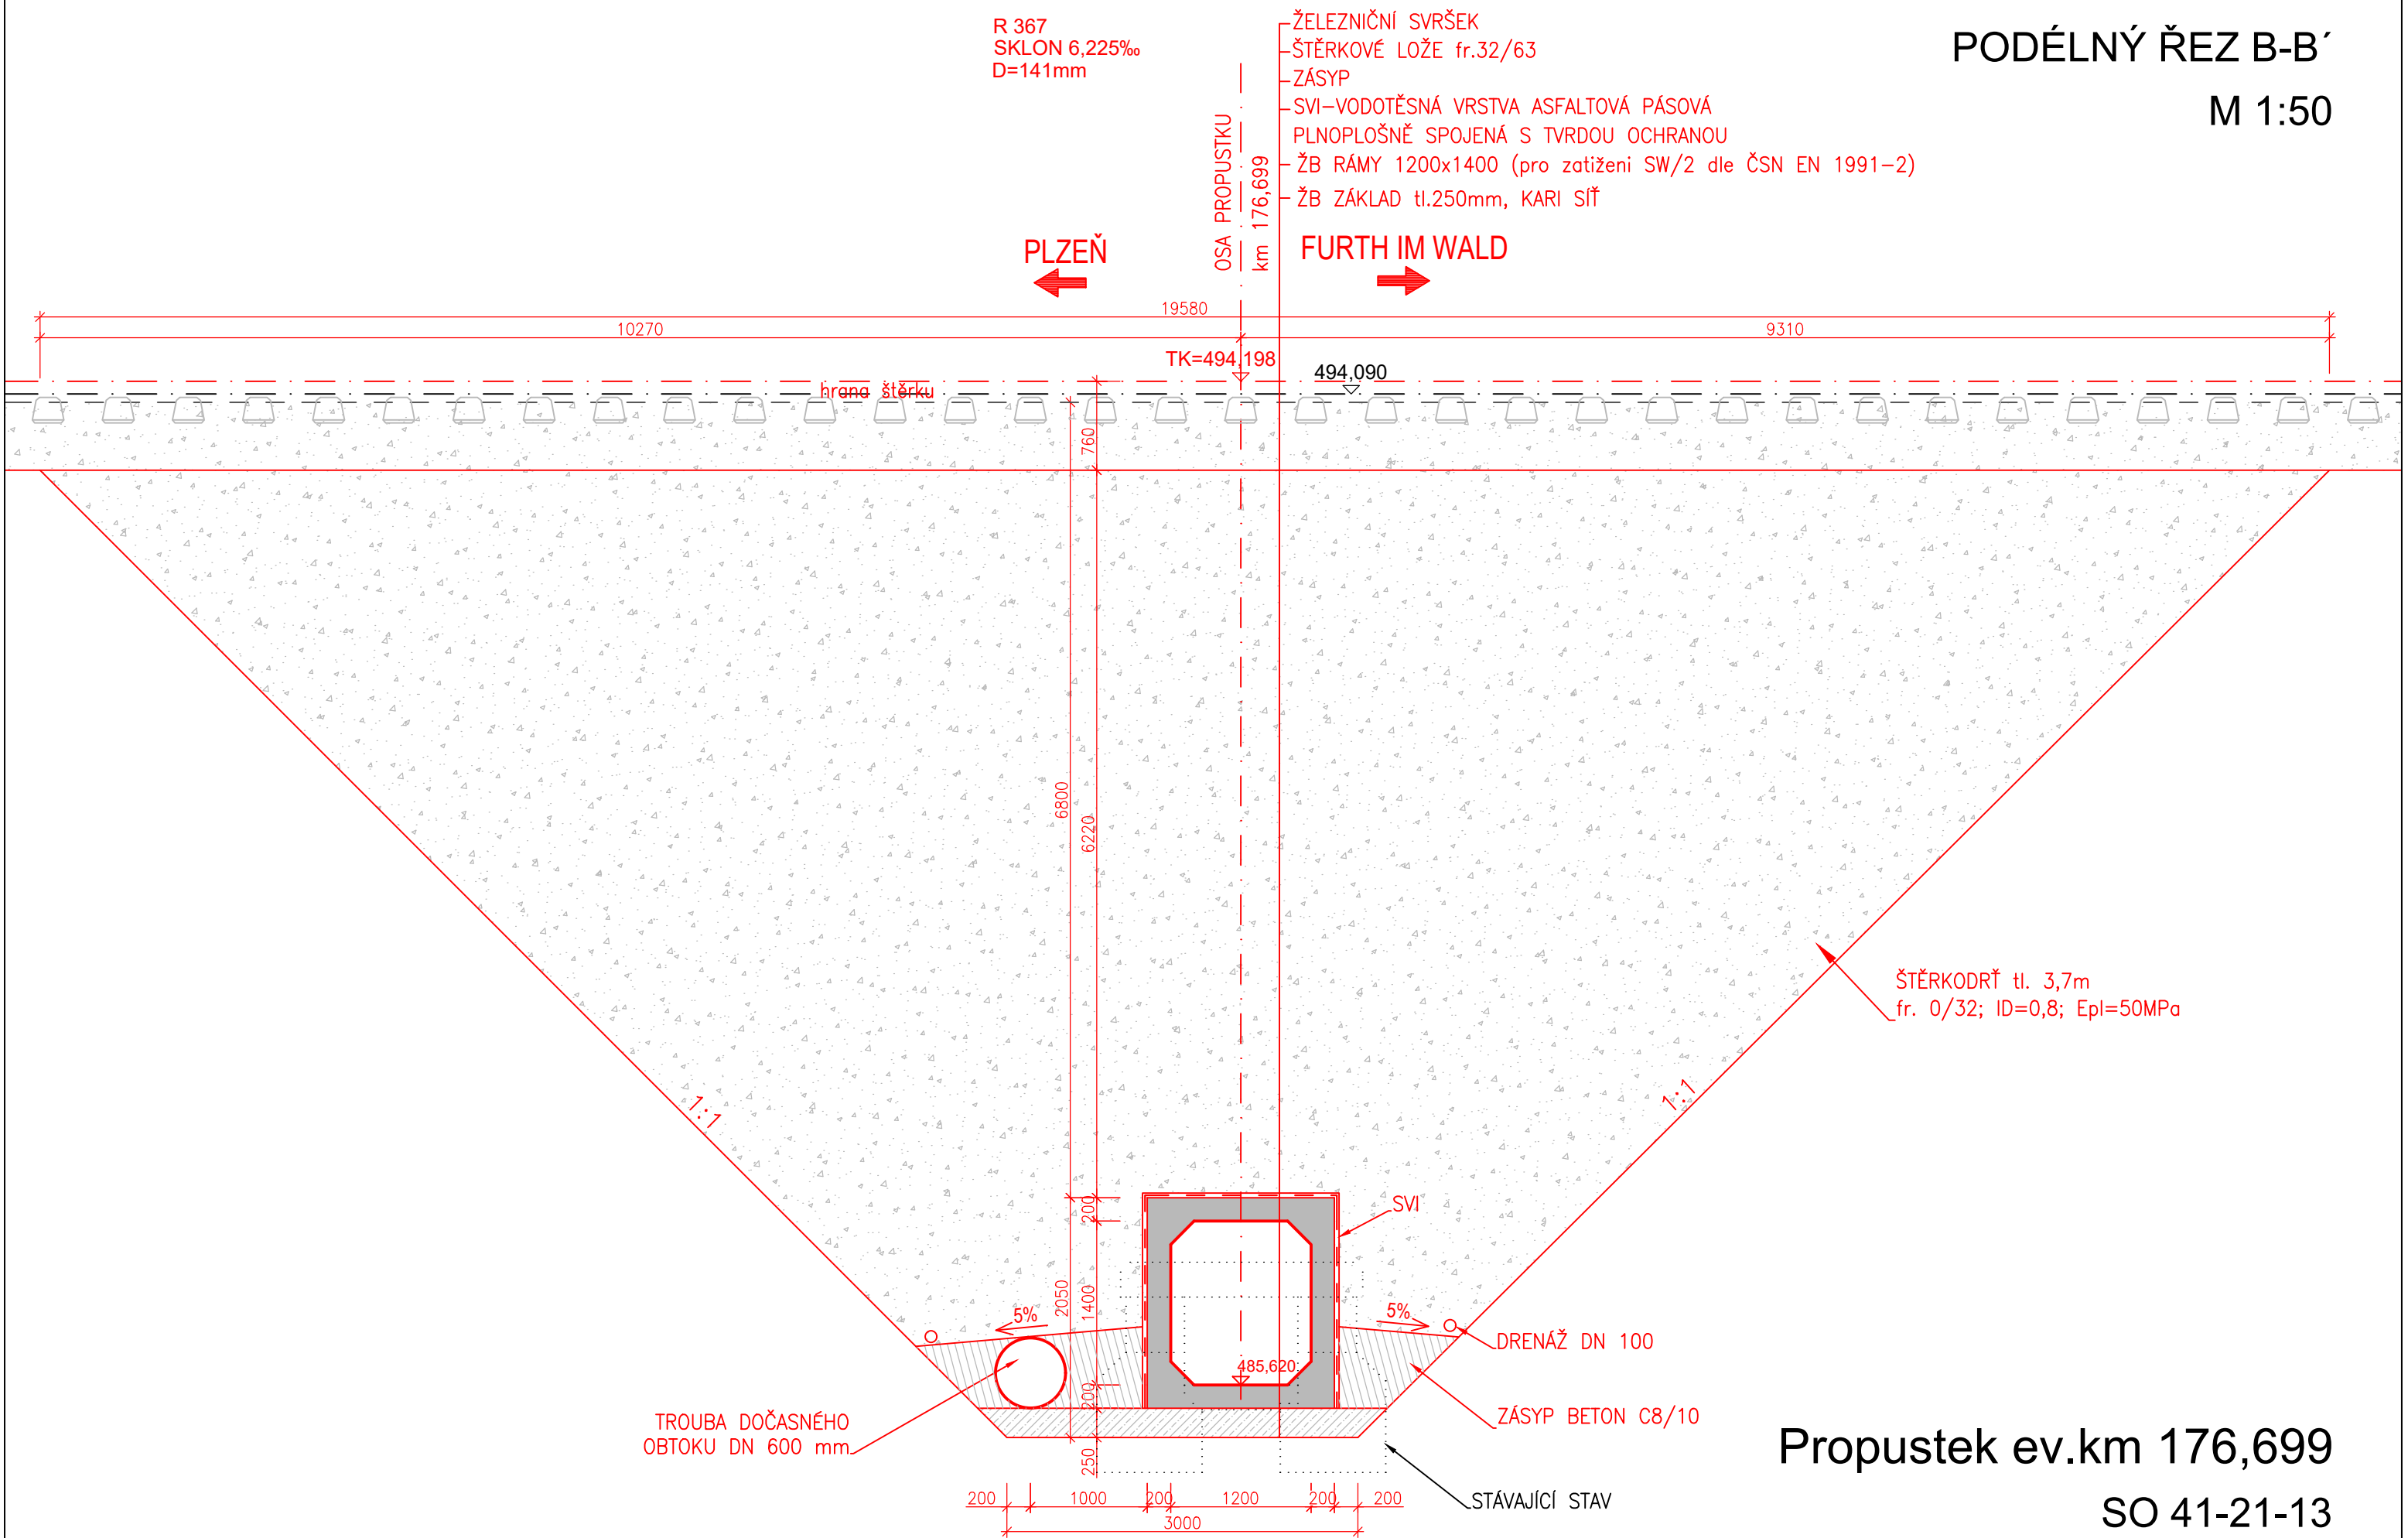 R 367
SKLON 6,225‰
D=141mm
ŽELEZNIČNÍ SVRŠEK
ŠTĚRKOVÉ LOŽE fr.32/63
ZÁSYP
SVI-VODOTĚSNÁ VRSTVA ASFALTOVÁ PÁSOVÁ
PLNOPLOŠNĚ SPOJENÁ S TVRDOU OCHRANOU
ŽB RÁMY 1200x1400 (pro zatiženi SW/2 dle ČSN EN 1991-2)
ŽB ZÁKLAD tl.250mm, KARI SÍŤ
PODÉLNÝ ŘEZ B-B´
M 1:50
OSA PROPUSTKU
km 176,699
PLZEŇ
FURTH IM WALD
19580
10270
9310
TK=494,198
494,090
hrana štěrku
760
6800
6220
ŠTĚRKODRŤ tl. 3,7m
fr. 0/32; ID=0,8; Epl=50MPa
1:1
1:1
200
SVI
2050
1400
5%
5%
DRENÁŽ DN 100
485,620
200
TROUBA DOČASNÉHO
OBTOKU DN 600 mm
ZÁSYP BETON C8/10
250
STÁVAJÍCÍ STAV
200
1000
200
1200
200
200
3000
Propustek ev.km 176,699
SO 41-21-13